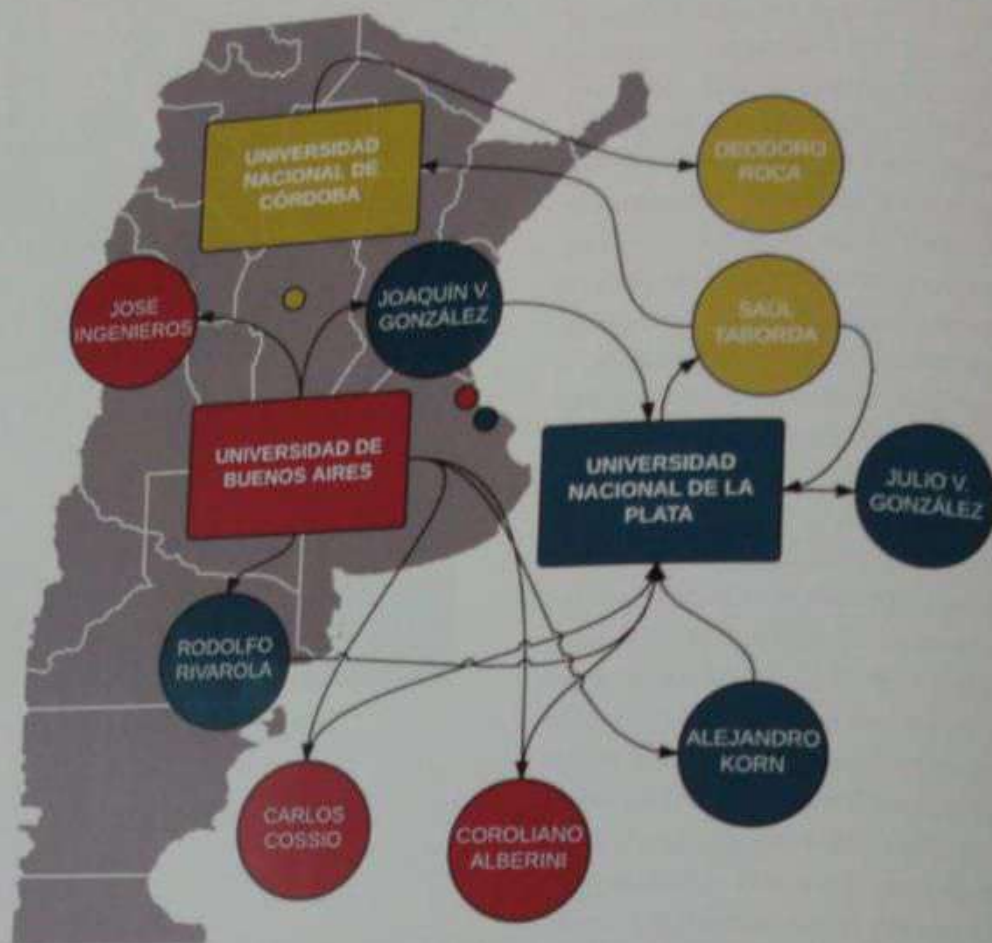 UNIVERSIDAD
NACIONAL DE
CÓRDOBA
DEODORO
ROCA
JOSE
INGENIEROS
JOAQUÍN V.
GONZÁLEZ
SAÚL
TABORDA
UNIVERSIDAD DE
BUENOS AIRES
UNIVERSIDAD
NACIONAL DE LA
PLATA
JULIO V.
GONZÁLEZ
RODOLFO
RIVAROLA
ALEJANDRO
KORN
CARLOS
COSSIO
COROLIANO
ALBERINI